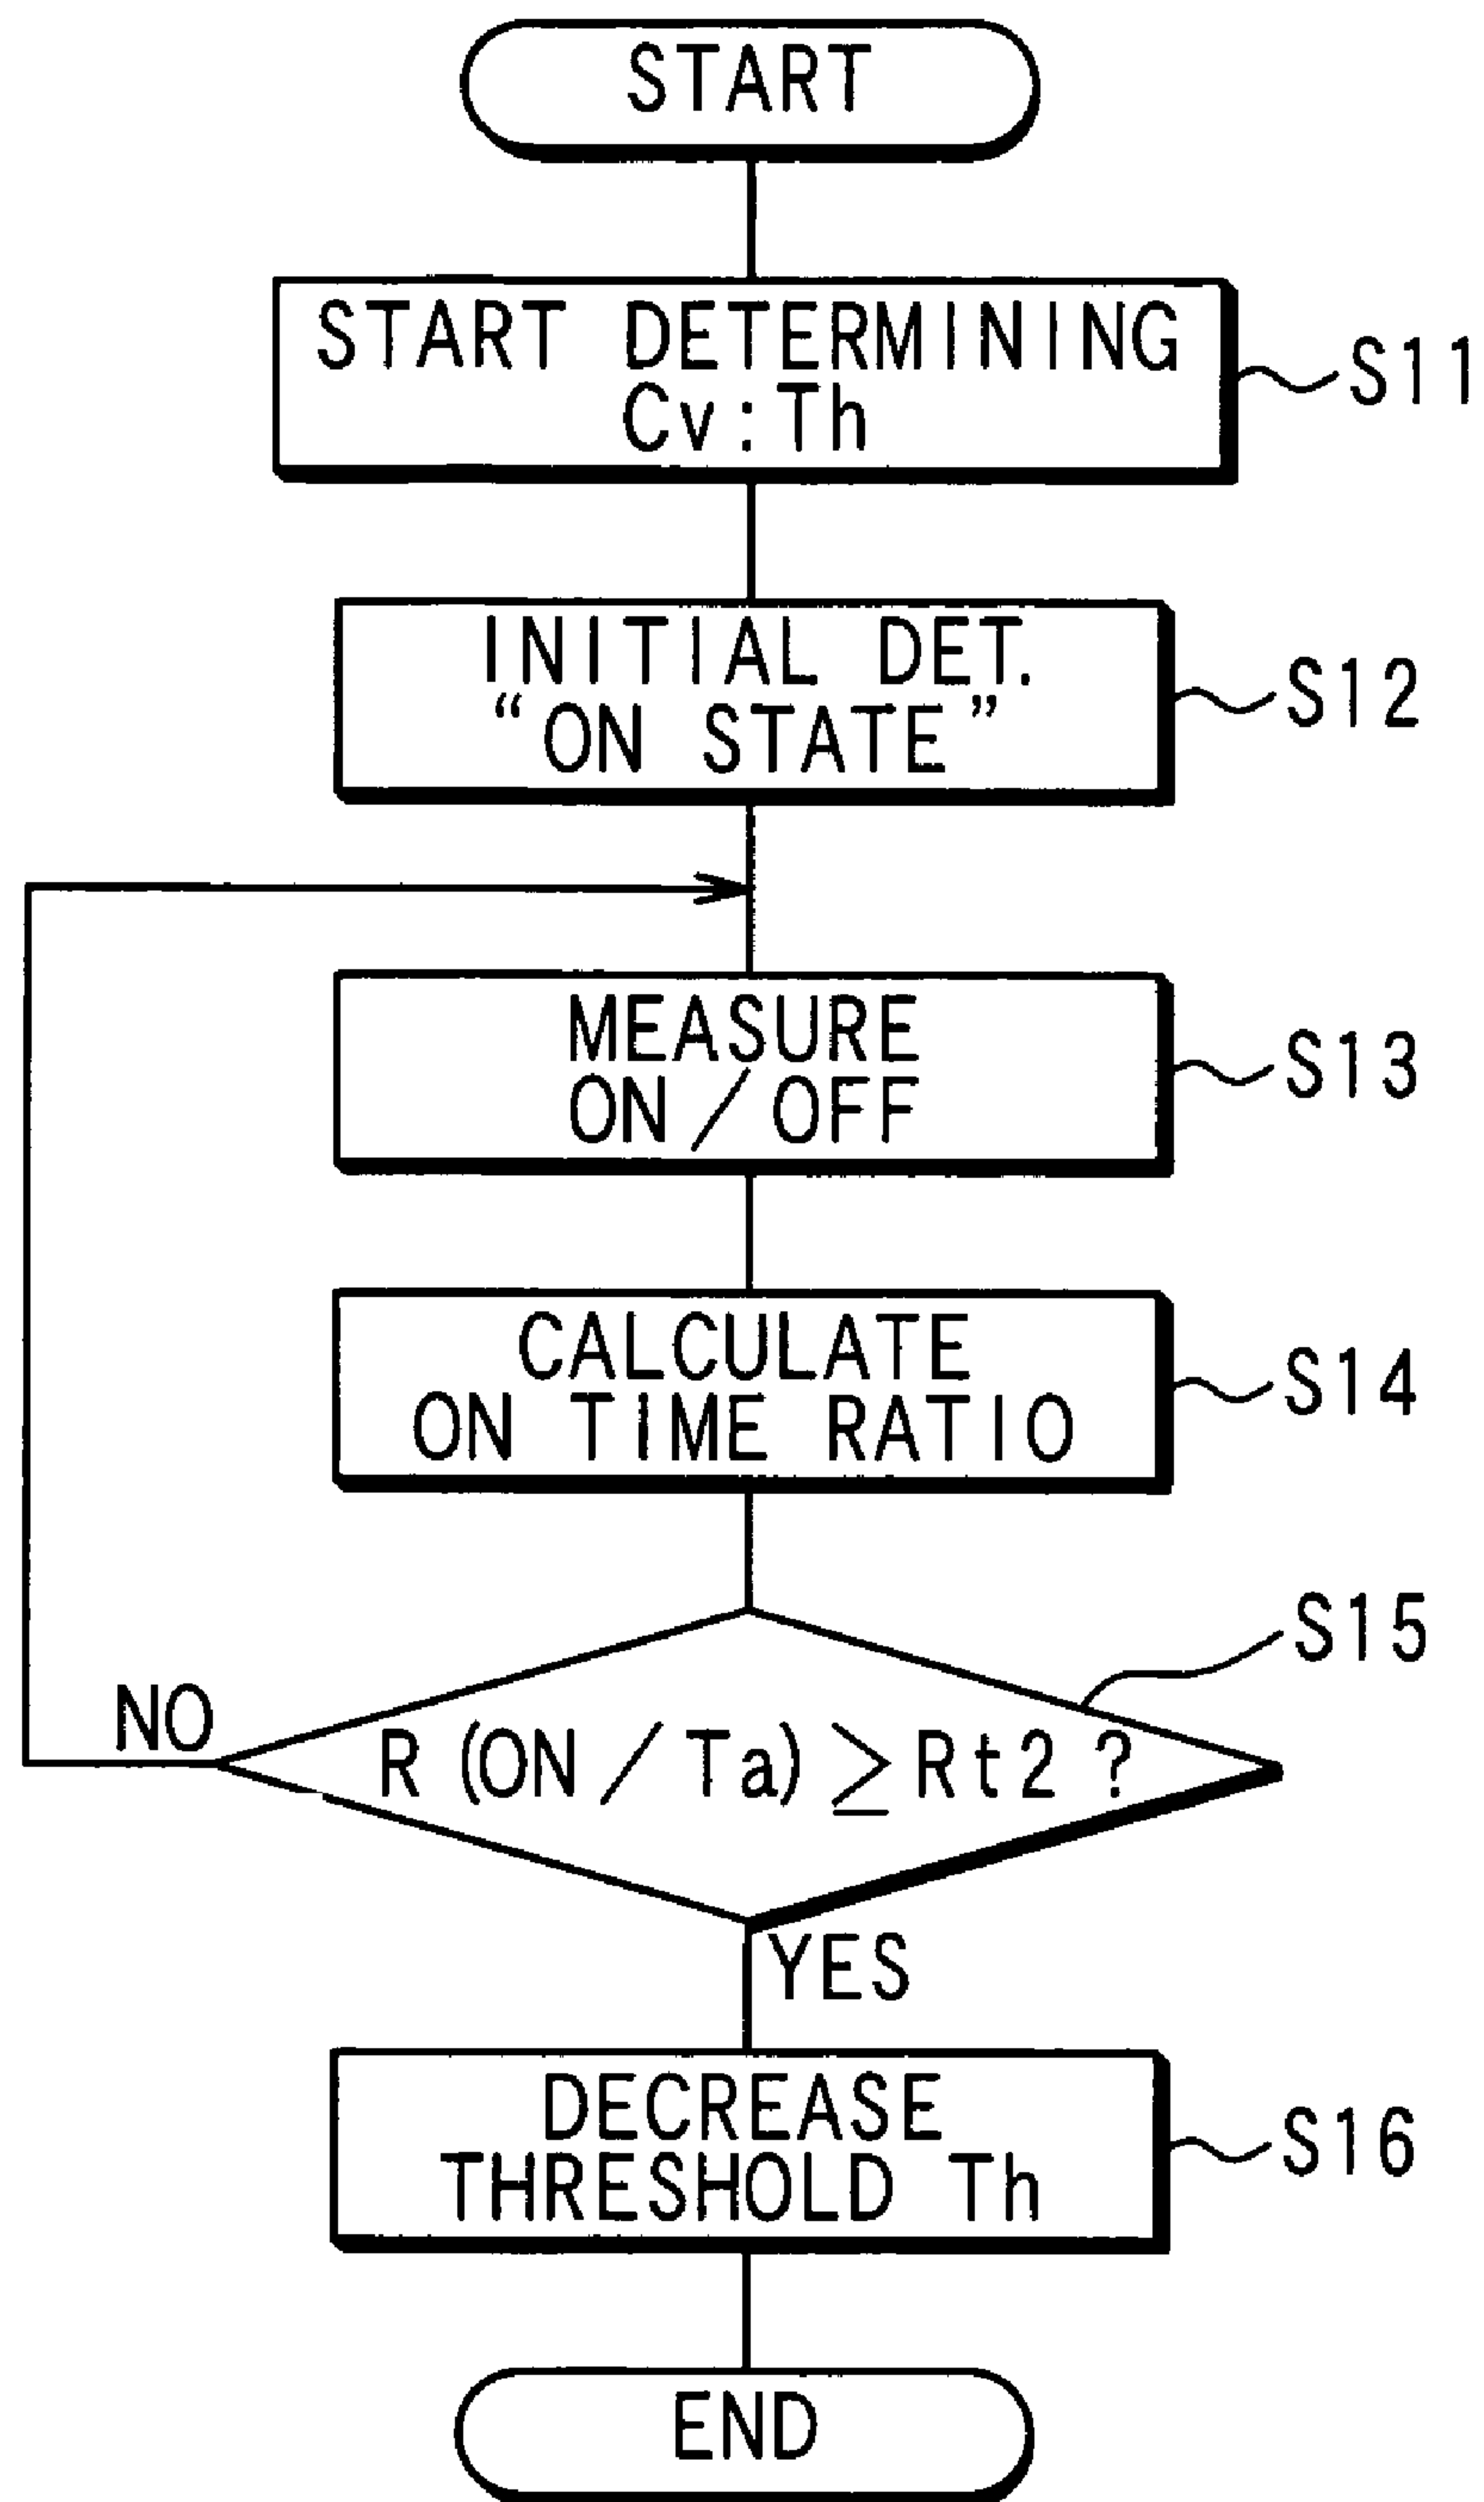 START
START DETERMINING
Cv:Th
S11
INITIAL DET.
“ON STATE”
S12
MEASURE
ON/OFF
S13
CALCULATE
ON TiME RATIO
S14
S15
NO
R(ON/Ta)≥Rt2?
YES
DECREASE
THRESHOLD Th
S16
END